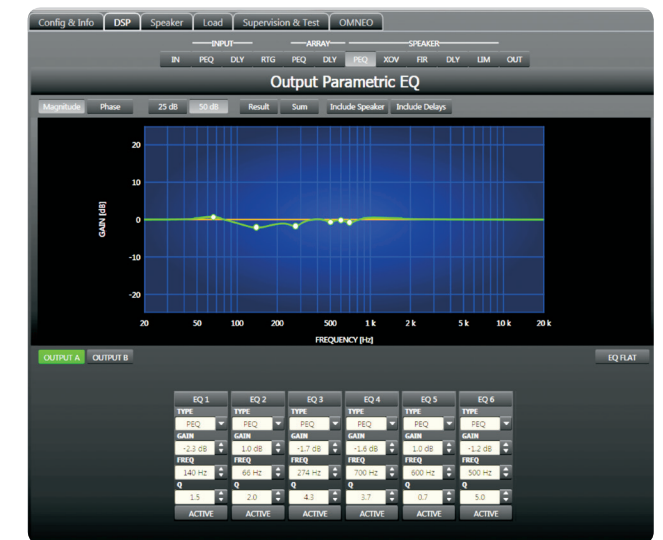 Config & Info DSP Speaker Load Supervision & Test OMNEO
INPUT ARRAY SPEAKER
IN PEQ DLY RTG PEQ DLY PEQ XOV FIR DLY LIM OUT
Output Parametric EQ
Magnitude Phase 25 dB 50 dB Result Sum Include Speaker Include Delays
20
10
0
-10
-20
GAIN [dB]
20 50 100 200 500 1 k 2 k 5 k 10 k 20 k
FREQUENCY [Hz]
OUTPUT A OUTPUT B EQ FLAT
EQ 1 EQ 2 EQ 3 EQ 4 EQ 5 EQ 6
TYPE TYPE TYPE TYPE TYPE TYPE
PEQ PEQ PEQ PEQ PEQ PEQ
GAIN GAIN GAIN GAIN GAIN GAIN
-2.3 dB 1.0 dB -1.7 dB -1.6 dB 1.0 dB -1.2 dB
FREQ FREQ FREQ FREQ FREQ FREQ
140 Hz 66 Hz 274 Hz 700 Hz 600 Hz 500 Hz
Q Q Q Q Q Q
1.5 2.0 4.3 3.7 0.7 5.0
ACTIVE ACTIVE ACTIVE ACTIVE ACTIVE ACTIVE